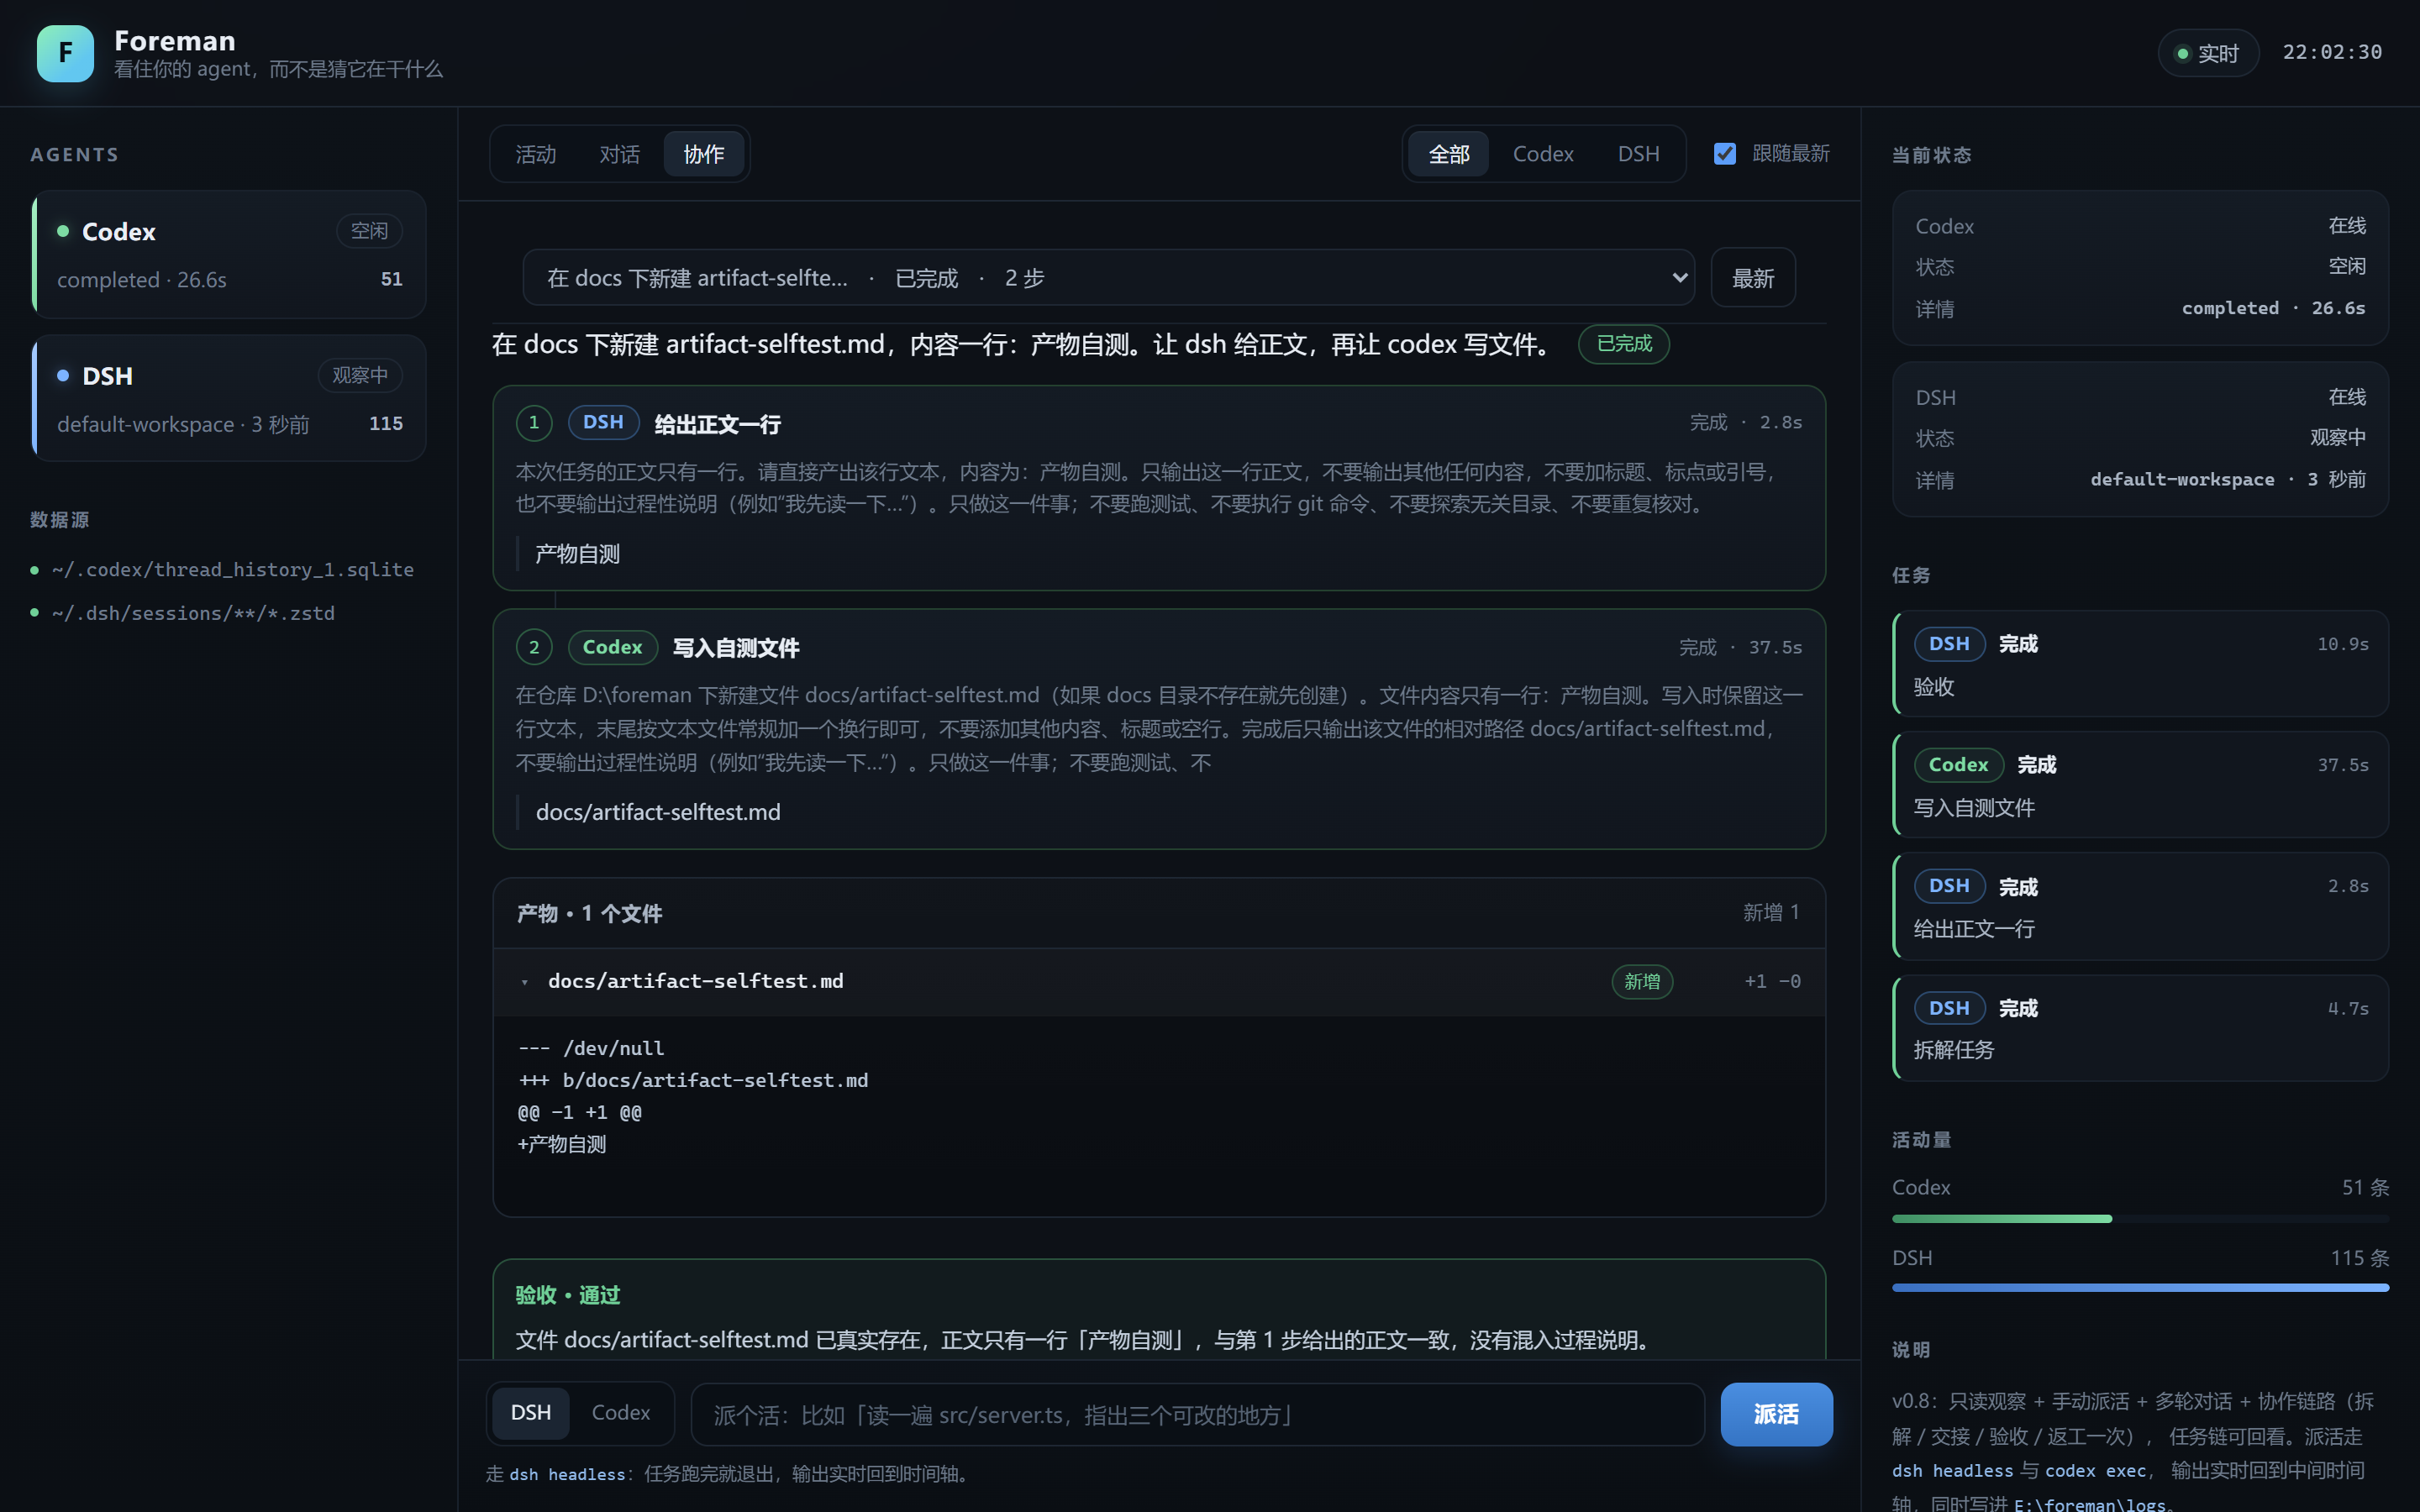 F
Foreman
看住你的 agent，而不是猜它在干什么
实时
22:02:30
AGENTS
Codex
空闲
completed · 26.6s
51
DSH
观察中
default-workspace · 3 秒前
115
数据源
~/.codex/thread_history_1.sqlite
~/.dsh/sessions/**/*.zstd
活动
对话
协作
全部
Codex
DSH
跟随最新
在 docs 下新建 artifact-selfte... · 已完成 · 2 步
最新
在 docs 下新建 artifact-selftest.md，内容一行：产物自测。让 dsh 给正文，再让 codex 写文件。
已完成
1
DSH
给出正文一行
完成 · 2.8s
本次任务的正文只有一行。请直接产出该行文本，内容为：产物自测。只输出这一行正文，不要输出其他任何内容，不要加标题、标点或引号，
也不要输出过程性说明（例如“我先读一下…”）。只做这一件事；不要跑测试、不要执行 git 命令、不要探索无关目录、不要重复核对。
产物自测
2
Codex
写入自测文件
完成 · 37.5s
在仓库 D:\foreman 下新建文件 docs/artifact-selftest.md（如果 docs 目录不存在就先创建）。文件内容只有一行：产物自测。写入时保留这一
行文本，末尾按文本文件常规加一个换行即可，不要添加其他内容、标题或空行。完成后只输出该文件的相对路径 docs/artifact-selftest.md，
不要输出过程性说明（例如“我先读一下…”）。只做这一件事；不要跑测试、不
docs/artifact-selftest.md
产物 • 1 个文件
新增 1
docs/artifact-selftest.md
新增
+1 −0
--- /dev/null
+++ b/docs/artifact-selftest.md
@@ -1 +1 @@
+产物自测
验收 • 通过
文件 docs/artifact-selftest.md 已真实存在，正文只有一行「产物自测」，与第 1 步给出的正文一致，没有混入过程说明。
DSH
Codex
派个活：比如「读一遍 src/server.ts，指出三个可改的地方」
派活
走 dsh headless：任务跑完就退出，输出实时回到时间轴。
当前状态
Codex
在线
状态
空闲
详情
completed · 26.6s
DSH
在线
状态
观察中
详情
default-workspace · 3 秒前
任务
DSH
完成
10.9s
验收
Codex
完成
37.5s
写入自测文件
DSH
完成
2.8s
给出正文一行
DSH
完成
4.7s
拆解任务
活动量
Codex
51 条
DSH
115 条
说明
v0.8：只读观察 + 手动派活 + 多轮对话 + 协作链路（拆
解 / 交接 / 验收 / 返工一次），任务链可回看。派活走
dsh headless 与 codex exec，输出实时回到中间时间
轴，同时写进 E:\foreman\logs。